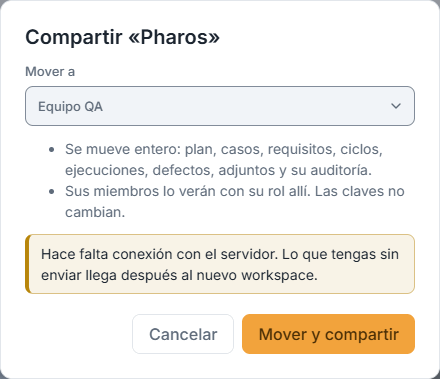 Compartir «Pharos»
Mover a
Equipo QA
• Se mueve entero: plan, casos, requisitos, ciclos,
ejecuciones, defectos, adjuntos y su auditoría.
• Sus miembros lo verán con su rol allí. Las claves no
cambian.
Hace falta conexión con el servidor. Lo que tengas sin
enviar llega después al nuevo workspace.
Cancelar
Mover y compartir